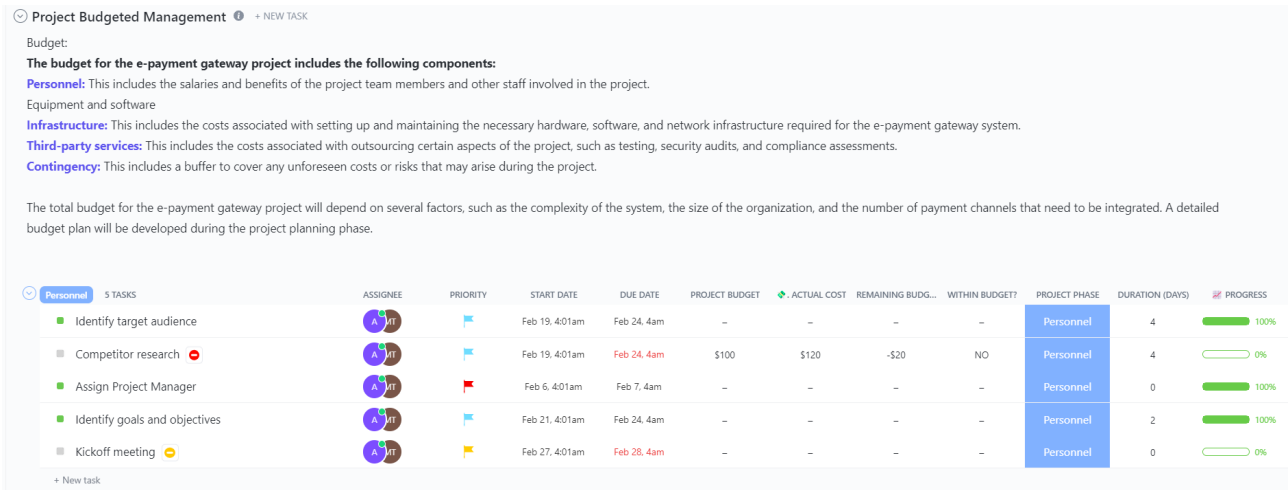 Project Budgeted Management + NEW TASK
Budget:
The budget for the e-payment gateway project includes the following components:
Personnel: This includes the salaries and benefits of the project team members and other staff involved in the project.
Equipment and software
Infrastructure: This includes the costs associated with setting up and maintaining the necessary hardware, software, and network infrastructure required for the e-payment gateway system.
Third-party services: This includes the costs associated with outsourcing certain aspects of the project, such as testing, security audits, and compliance assessments.
Contingency: This includes a buffer to cover any unforeseen costs or risks that may arise during the project.
The total budget for the e-payment gateway project will depend on several factors, such as the complexity of the system, the size of the organization, and the number of payment channels that need to be integrated. A detailed
budget plan will be developed during the project planning phase.
Personnel 5 TASKS ASSIGNEE PRIORITY START DATE DUE DATE PROJECT BUDGET . ACTUAL COST REMAINING BUDG... WITHIN BUDGET? PROJECT PHASE DURATION (DAYS) PROGRESS
Identify target audience A MT Feb 19, 4:01am Feb 24, 4am – – – – Personnel 4 100%
Competitor research A MT Feb 19, 4:01am Feb 24, 4am $100 $120 -$20 NO Personnel 4 0%
Assign Project Manager A MT Feb 6, 4:01am Feb 7, 4am – – – – Personnel 0 100%
Identify goals and objectives A MT Feb 21, 4:01am Feb 24, 4am – – – – Personnel 2 100%
Kickoff meeting A MT Feb 27, 4:01am Feb 28, 4am – – – – Personnel 0 0%
+ New task